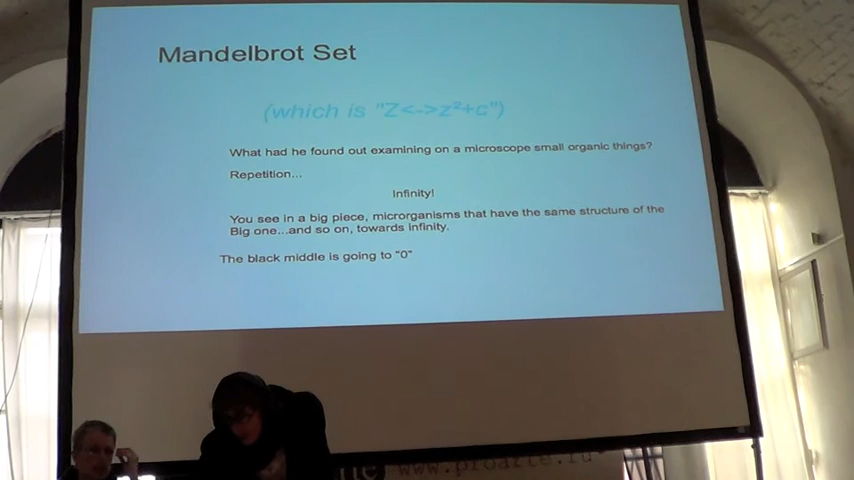 Mandelbrot Set
(which is "Z<->z²+c")
What had he found out examining on a microscope small organic things?
Repetition...
Infinity!
You see in a big piece, microrganisms that have the same structure of the
Big one...and so on, towards infinity.
The black middle is going to "0"
www.proarte.ru